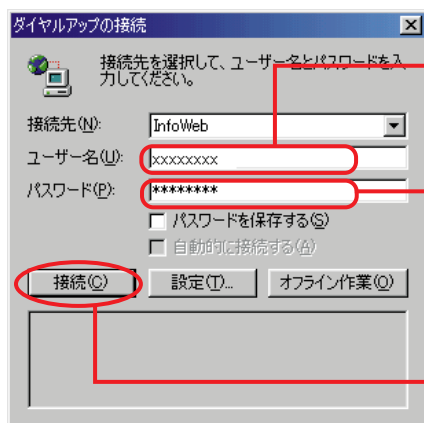 ダイヤルアップの接続
接続先を選択して、ユーザー名とパスワードを入
力してください。
接続先(N): InfoWeb
ユーザー名(U): xxxxxxxx
パスワード(P): ********
パスワードを保存する(S)
自動的に接続する(A)
接続(C) 設定(T)... オフライン作業(O)